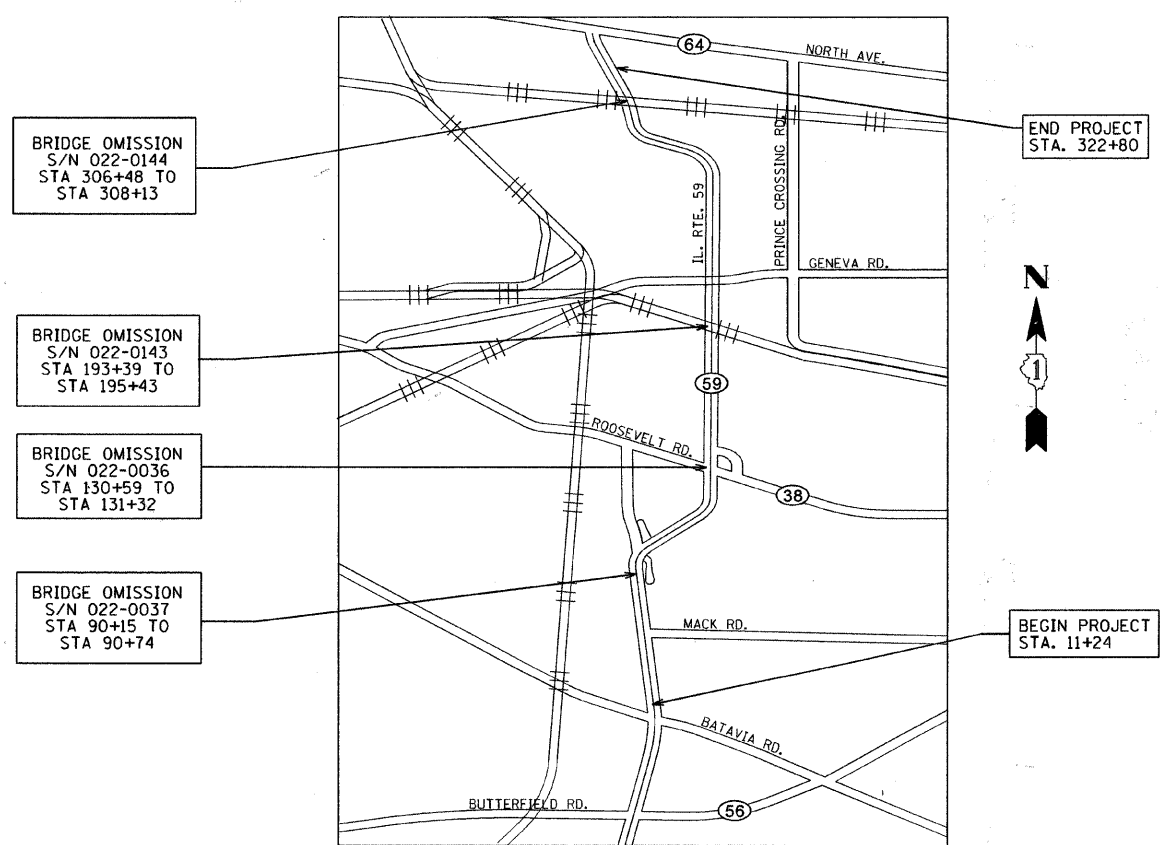 64
NORTH AVE.
BRIDGE OMISSION
S/N 022-0144
STA 306+48 TO
STA 308+13
END PROJECT
STA. 322+80
PRINCE CROSSING RD.
IL. RTE. 59
GENEVA RD.
N
1
BRIDGE OMISSION
S/N 022-0143
STA 193+39 TO
STA 195+43
59
ROOSEVELT RD.
BRIDGE OMISSION
S/N 022-0036
STA 130+59 TO
STA 131+32
38
BRIDGE OMISSION
S/N 022-0037
STA 90+15 TO
STA 90+74
MACK RD.
BEGIN PROJECT
STA. 11+24
BATAVIA RD.
BUTTERFIELD RD.
56